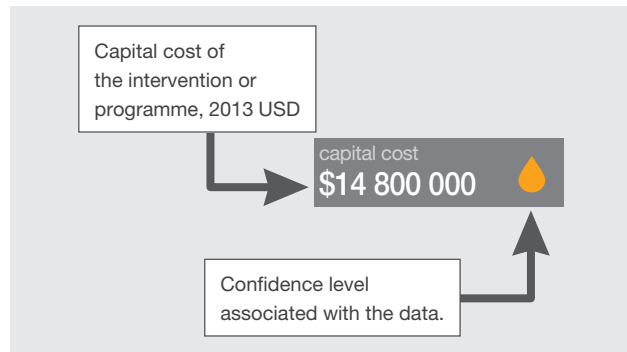 Capital cost of
the intervention or
programme, 2013 USD
capital cost
$14 800 000
Confidence level
associated with the data.